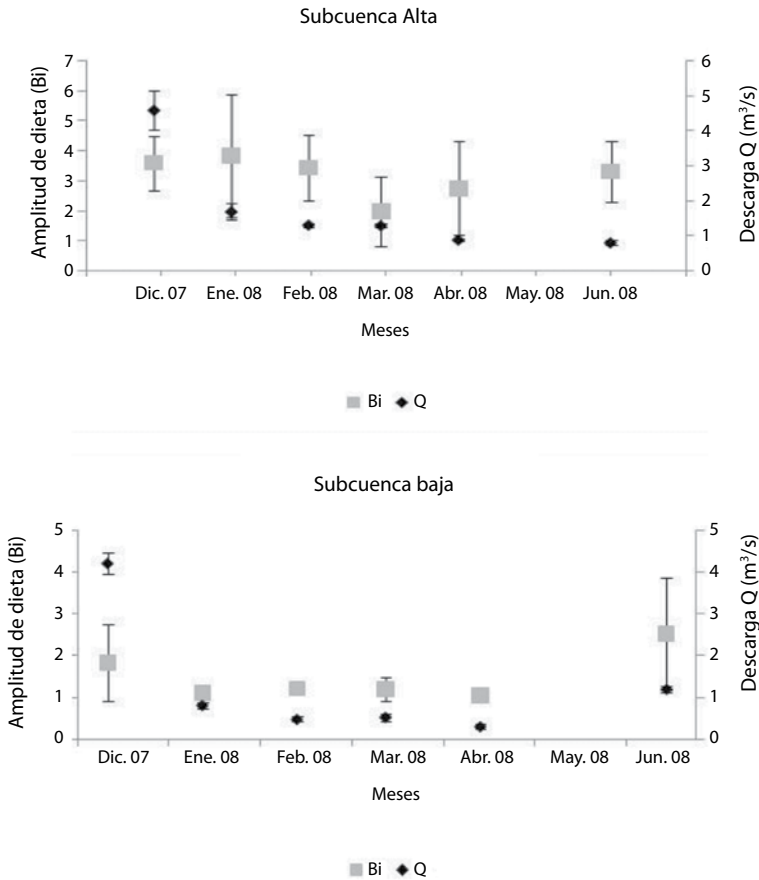 Subcuenca Alta
Amplitud de dieta (Bi)
7
6
5
4
3
2
1
0
Descarga Q (m³/s)
6
5
4
3
2
1
0
Dic. 07 Ene. 08 Feb. 08 Mar. 08 Abr. 08 May. 08 Jun. 08
Meses
Bi Q
Subcuenca baja
Amplitud de dieta (Bi)
5
4
3
2
1
0
Descarga Q (m³/s)
5
4
3
2
1
0
Dic. 07 Ene. 08 Feb. 08 Mar. 08 Abr. 08 May. 08 Jun. 08
Meses
Bi Q